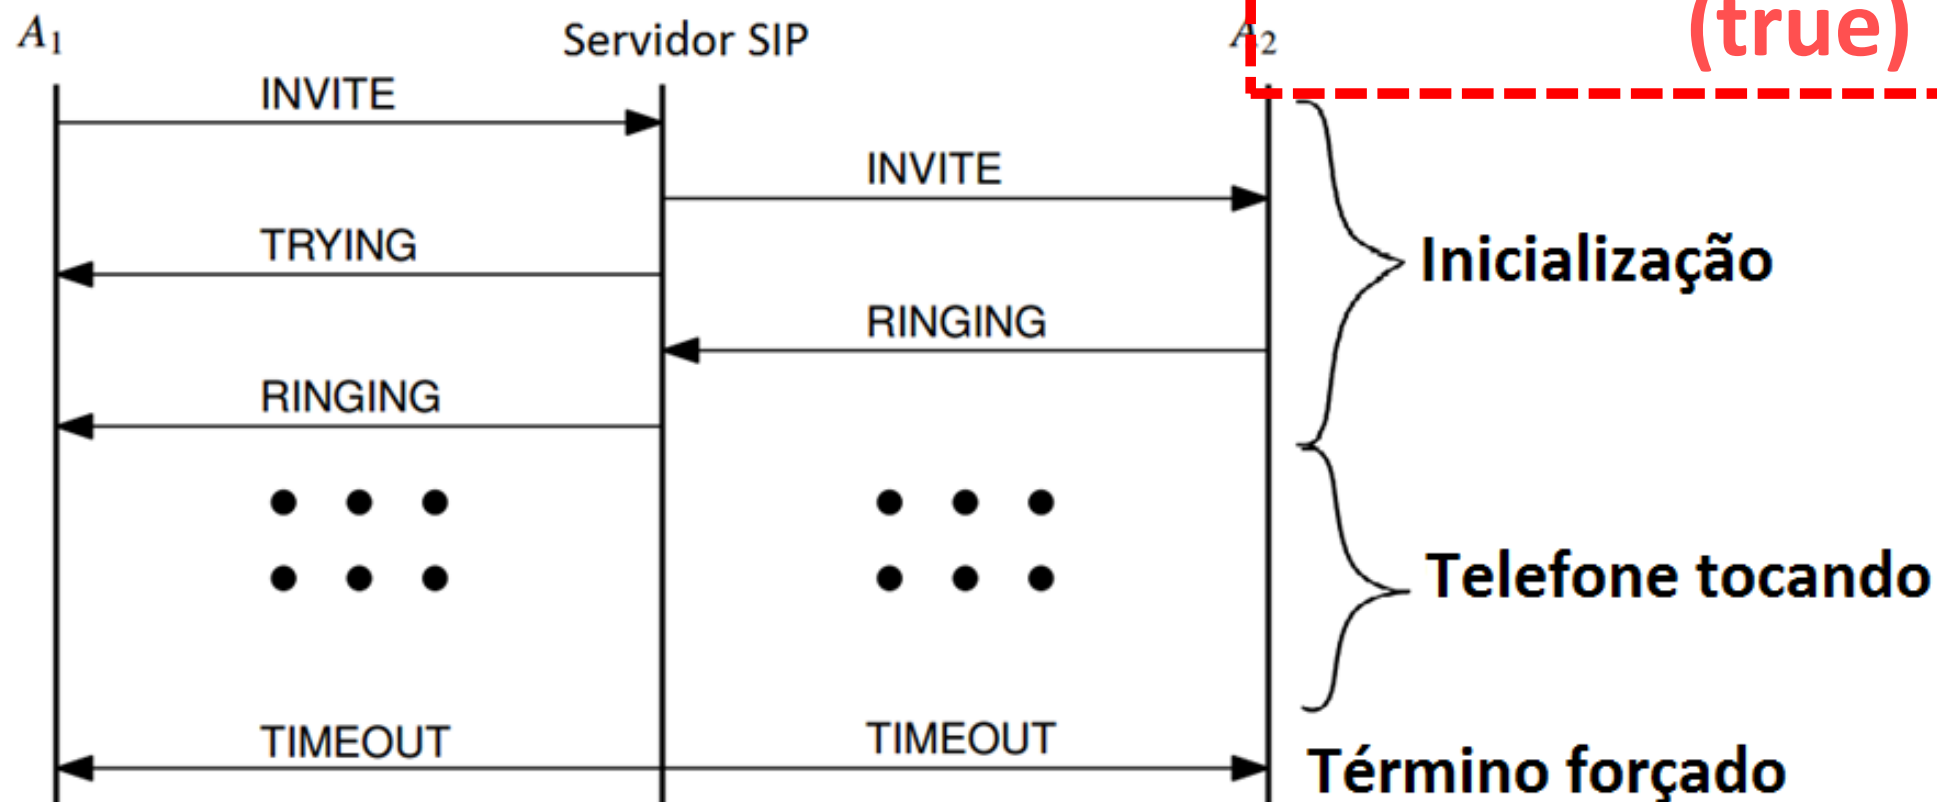 (true)
A1
Servidor SIP
A2
INVITE
INVITE
TRYING
Inicialização
RINGING
RINGING
Telefone tocando
TIMEOUT
TIMEOUT
Término forçado